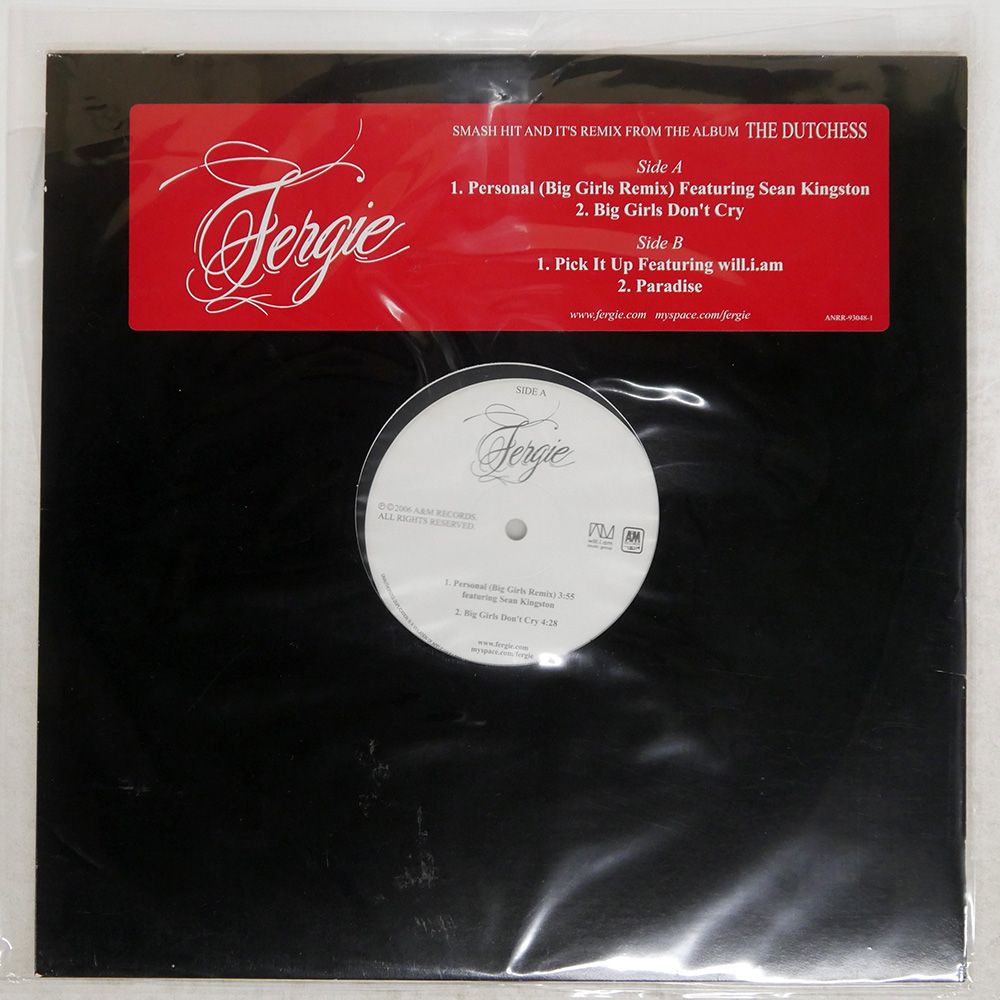 Fergie
SMASH HIT AND IT'S REMIX FROM THE ALBUM THE DUTCHESS
Side A
1. Personal (Big Girls Remix) Featuring Sean Kingston
2. Big Girls Don't Cry
Side B
1. Pick It Up Featuring will.i.am
2. Paradise
www.fergie.com myspace.com/fergie
ANRR-93048-1
SIDE A
Fergie
℗©2006 A&M RECORDS.
ALL RIGHTS RESERVED.
will.i.am
music group
A&M
1. Personal (Big Girls Remix) 3:55
featuring Sean Kingston
2. Big Girls Don't Cry 4:28
www.fergie.com
myspace.com/fergie